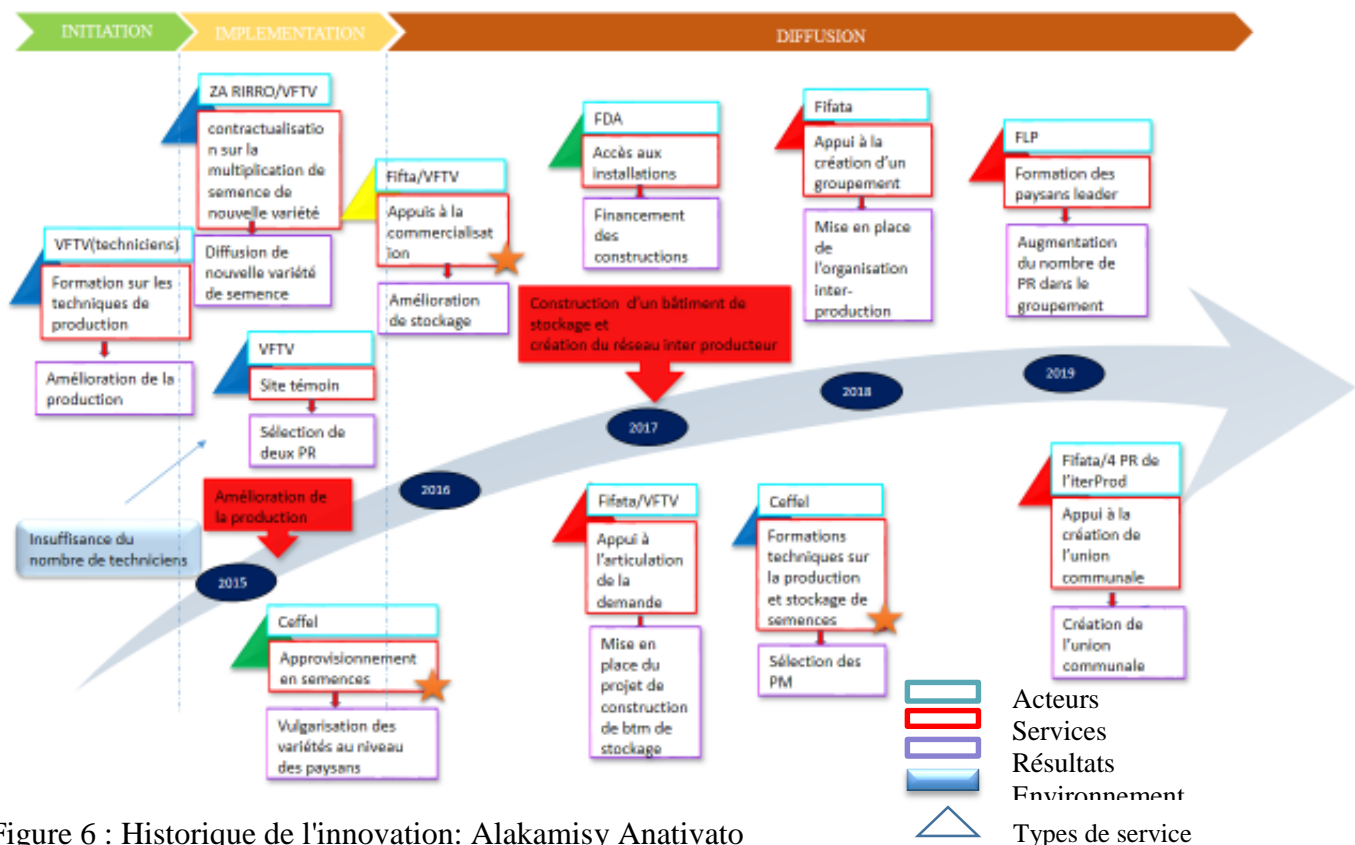 INITIATION
IMPLEMENTATION
DIFFUSION
ZA RIRRO/VFTV
contractualisatio
n sur la
multiplication de
semence de
nouvelle variété
Diffusion de
nouvelle variété
de semence
Fifta/VFTV
Appuis à la
commercialisat
ion
Amélioration
de stockage
FDA
Accès aux
installations
Financement
des
constructions
Fifata
Appui à la
création d'un
groupement
Mise en place
de
l'organisation
inter-
production
FLP
Formation des
paysans leader
Augmentation
du nombre de
PR dans le
groupement
VFTV(techniciens)
Formation sur les
techniques de
production
Amélioration de la
production
VFTV
Site témoin
Sélection de
deux PR
Construction d'un bâtiment de
stockage et
création du réseau inter producteur
Insuffisance du
nombre de techniciens
Amélioration de
la production
2015
2016
2017
2018
2019
Ceffel
Approvisionnement
en semences
Vulgarisation des
variétés au niveau
des paysans
Fifata/VFTV
Appui à
l'articulation
de la
demande
Mise en
place du
projet de
construction
de btm de
stockage
Ceffel
Formations
techniques sur
la production
et stockage de
semences
Sélection des
PM
Fifata/4 PR de
l'iterProd
Appui à la
création de
l'union
communale
Création de
l'union
communale
Acteurs
Services
Résultats
Environnement
Types de service
Figure 6 : Historique de l'innovation: Alakamisy Anativato